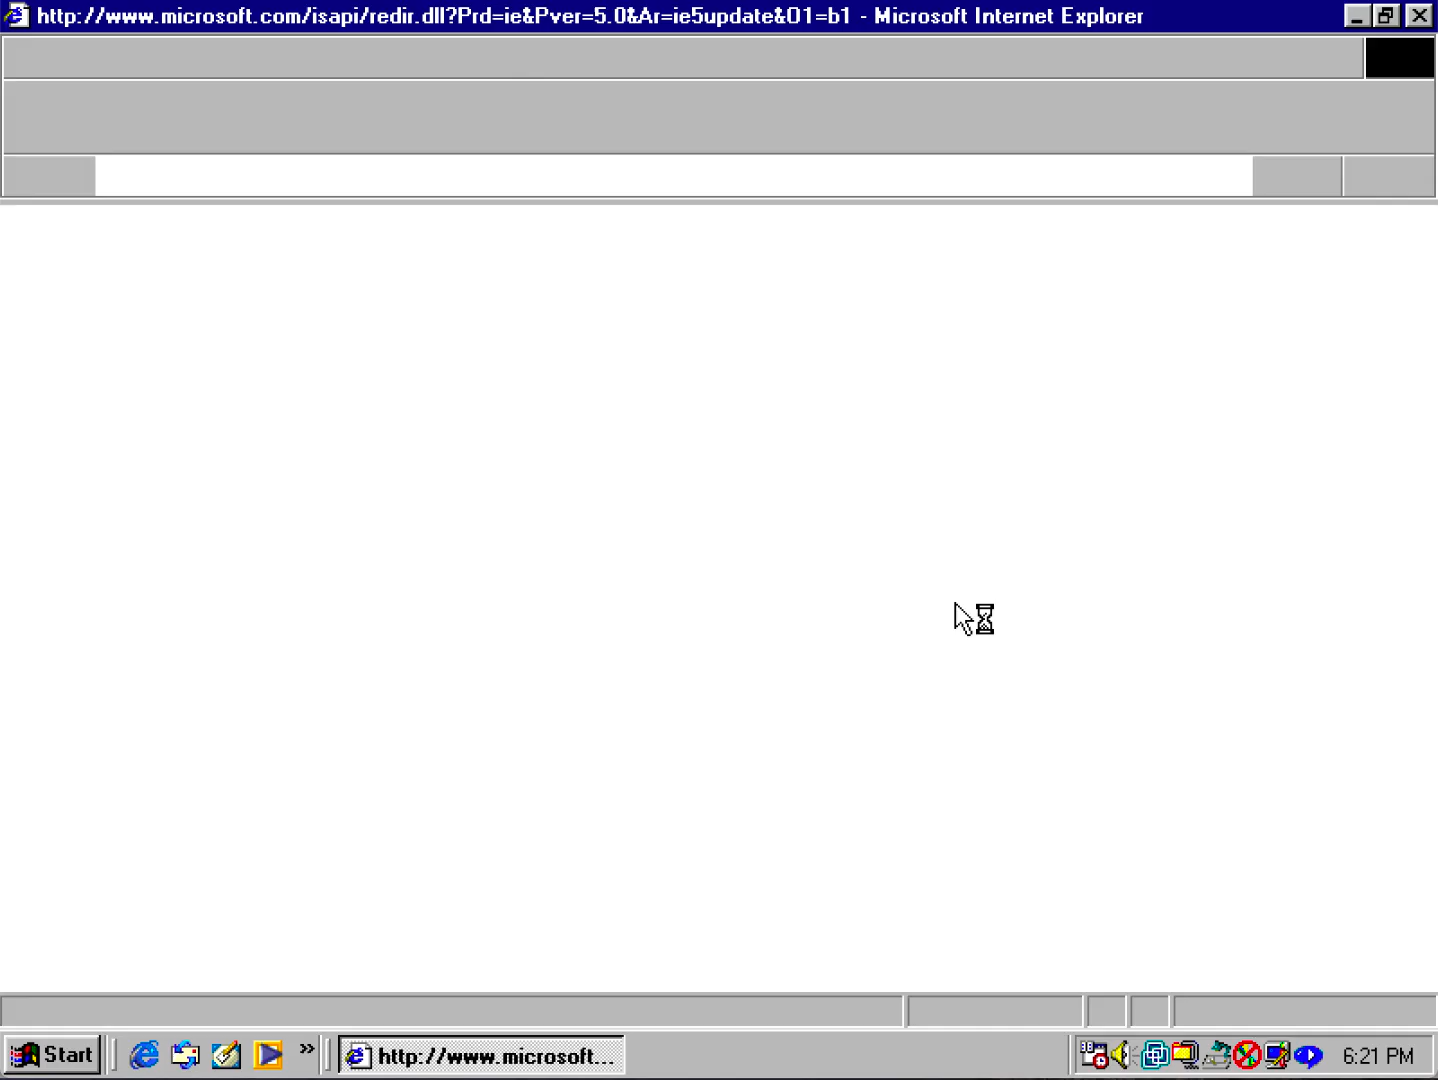 http://www.microsoft.com/isapi/redir.dll?Prd=ie&Pver=5.0&Ar=ie5update&O1=b1 - Microsoft Internet Explorer
Start
http://www.microsoft...
6:21 PM